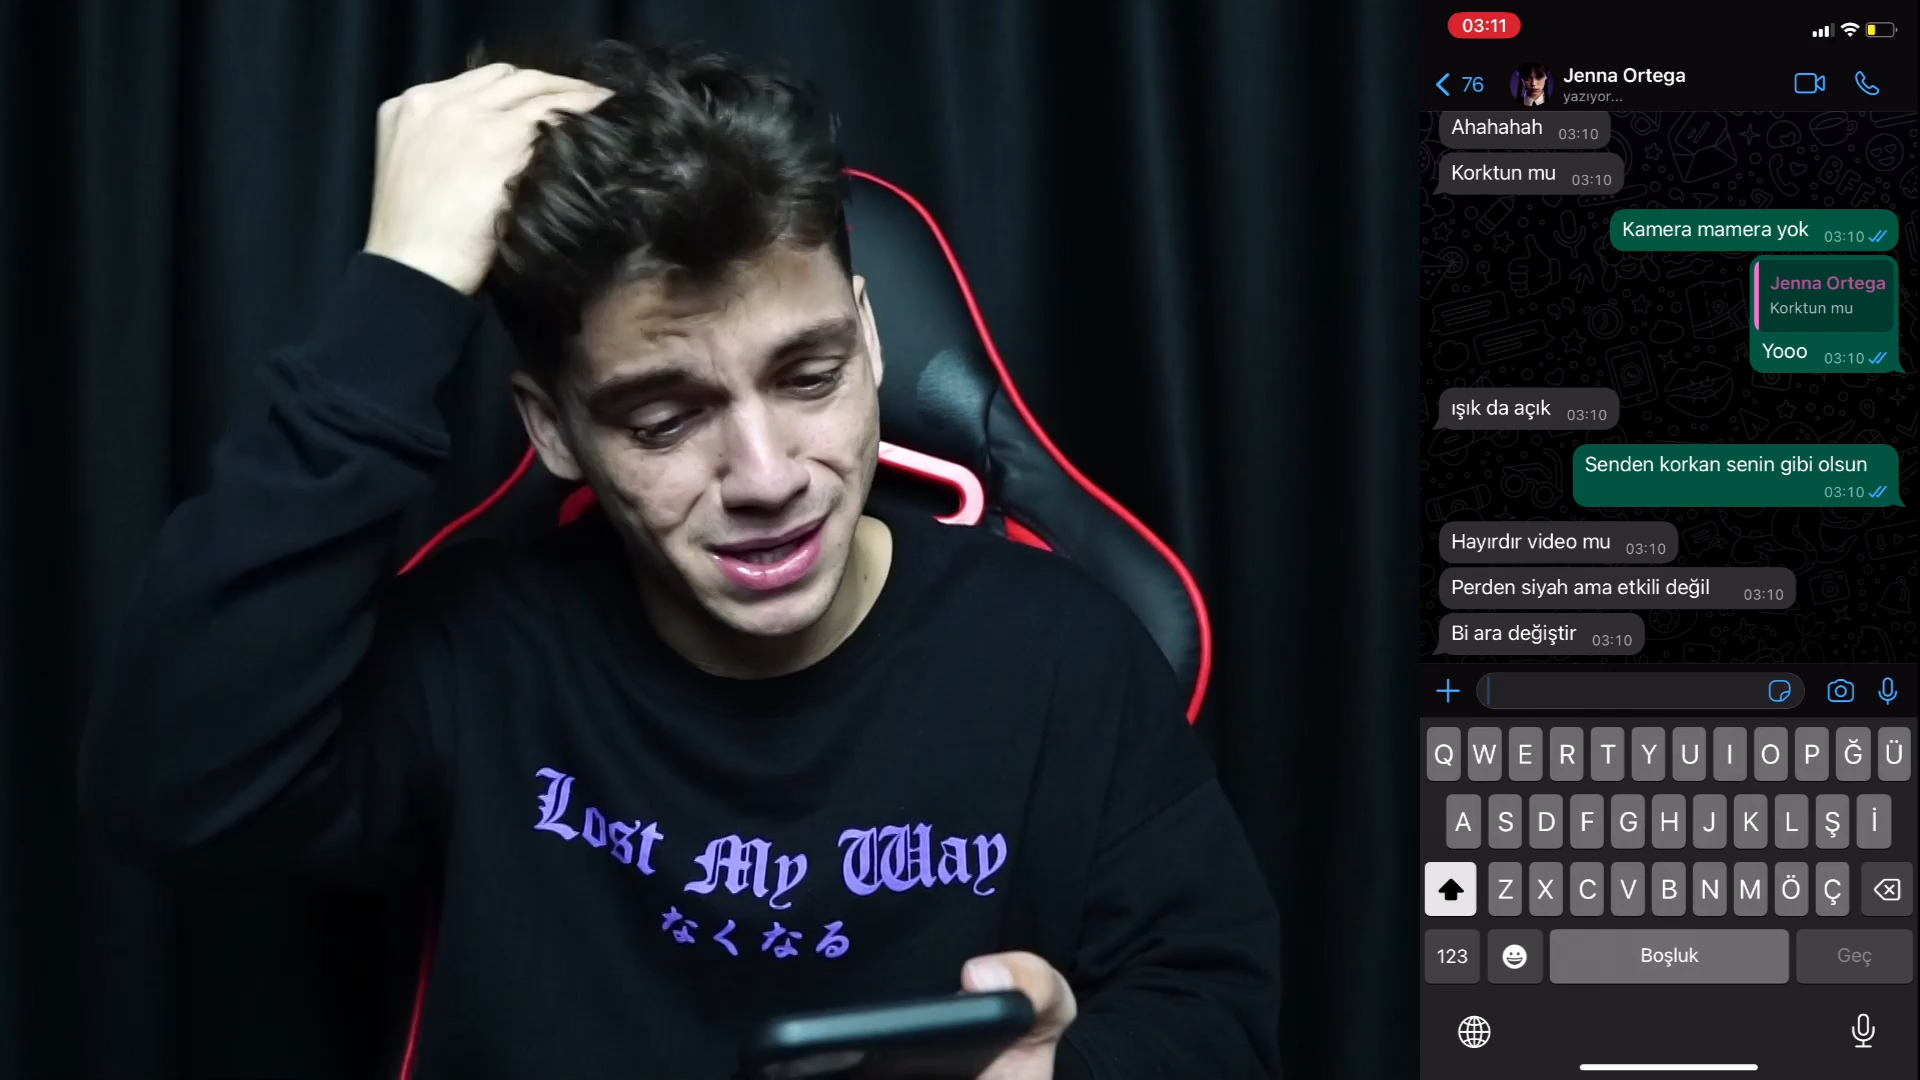 Lost My Way
なくなる
03:11
76
Jenna Ortega
yazıyor...
Ahahahah 03:10
Korktun mu 03:10
Kamera mamera yok 03:10
Jenna Ortega
Korktun mu
Yooo 03:10
ışık da açık 03:10
Senden korkan senin gibi olsun
03:10
Hayırdır video mu 03:10
Perden siyah ama etkili değil 03:10
Bi ara değiştir 03:10
Q W E R T Y U I O P Ğ Ü
A S D F G H J K L Ş İ
Z X C V B N M Ö Ç
123 Boşluk Geç